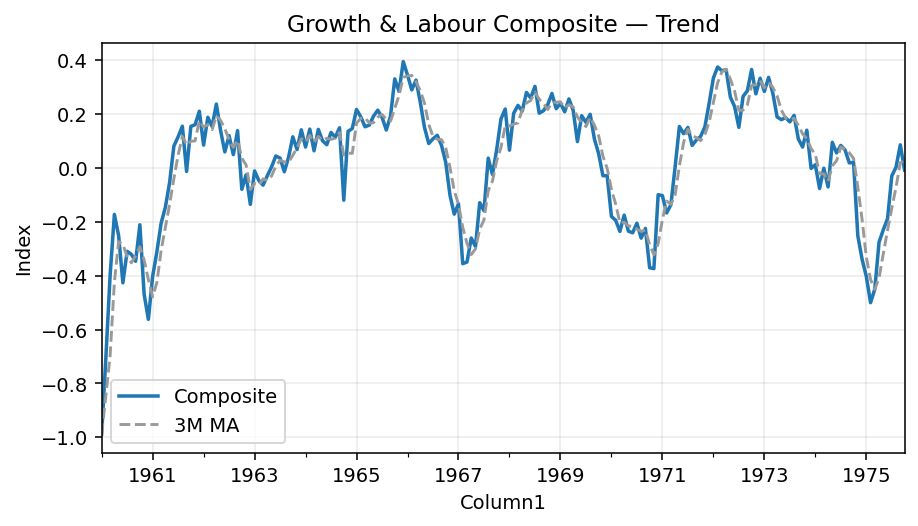 Growth & Labour Composite — Trend
Index
0.4
0.2
0.0
−0.2
−0.4
−0.6
−0.8
−1.0
Composite
3M MA
1961 1963 1965 1967 1969 1971 1973 1975
Column1